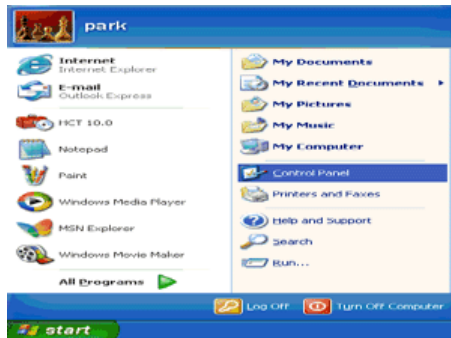 park
Internet
Internet Explorer
E-mail
Outlook Express
HCT 10.0
Notepad
Paint
Windows Media Player
MSN Explorer
Windows Movie Maker
All Programs
My Documents
My Recent Documents
My Pictures
My Music
My Computer
Control Panel
Printers and Faxes
Help and Support
Search
Run...
Log Off
Turn Off Computer
start